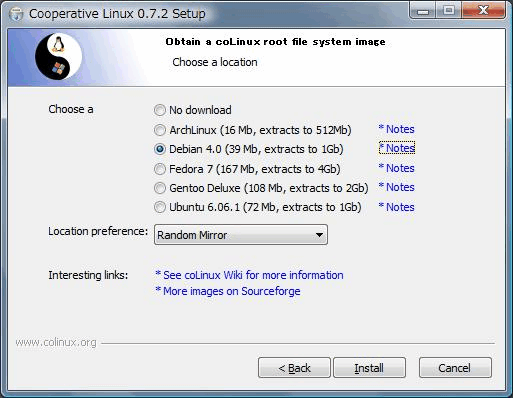 Cooperative Linux 0.7.2 Setup
Obtain a coLinux root file system image
Choose a location
Choose a
No download
ArchLinux (16 Mb, extracts to 512Mb) * Notes
Debian 4.0 (39 Mb, extracts to 1Gb) * Notes
Fedora 7 (167 Mb, extracts to 4Gb) * Notes
Gentoo Deluxe (108 Mb, extracts to 2Gb) * Notes
Ubuntu 6.06.1 (72 Mb, extracts to 1Gb) * Notes
Location preference: Random Mirror
Interesting links: * See coLinux Wiki for more information
* More images on Sourceforge
www.colinux.org
< Back Install Cancel